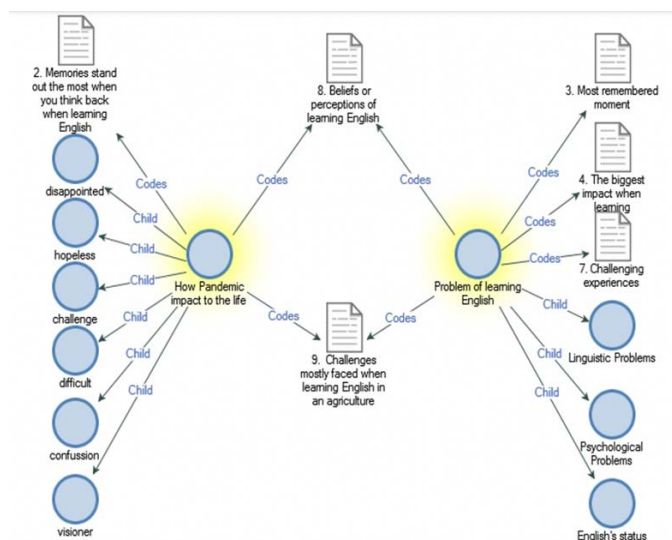 2. Memories stand
out the most when
you think back
when learning
English
disappointed
hopeless
challenge
difficult
confussion
visioner
8. Beliefs or
perceptions of
learning English
How Pandemic
impact to the life
Codes
Child
Child
Child
Child
Child
Child
Codes
Codes
9. Challenges
mostly faced when
learning English in
an agriculture
Problem of learning
English
Codes
Codes
Codes
Codes
Codes
Child
Child
Child
3. Most remembered
moment
4. The biggest
impact when
learning
7. Challenging
experiences
Linguistic Problems
Psychological
Problems
English's status